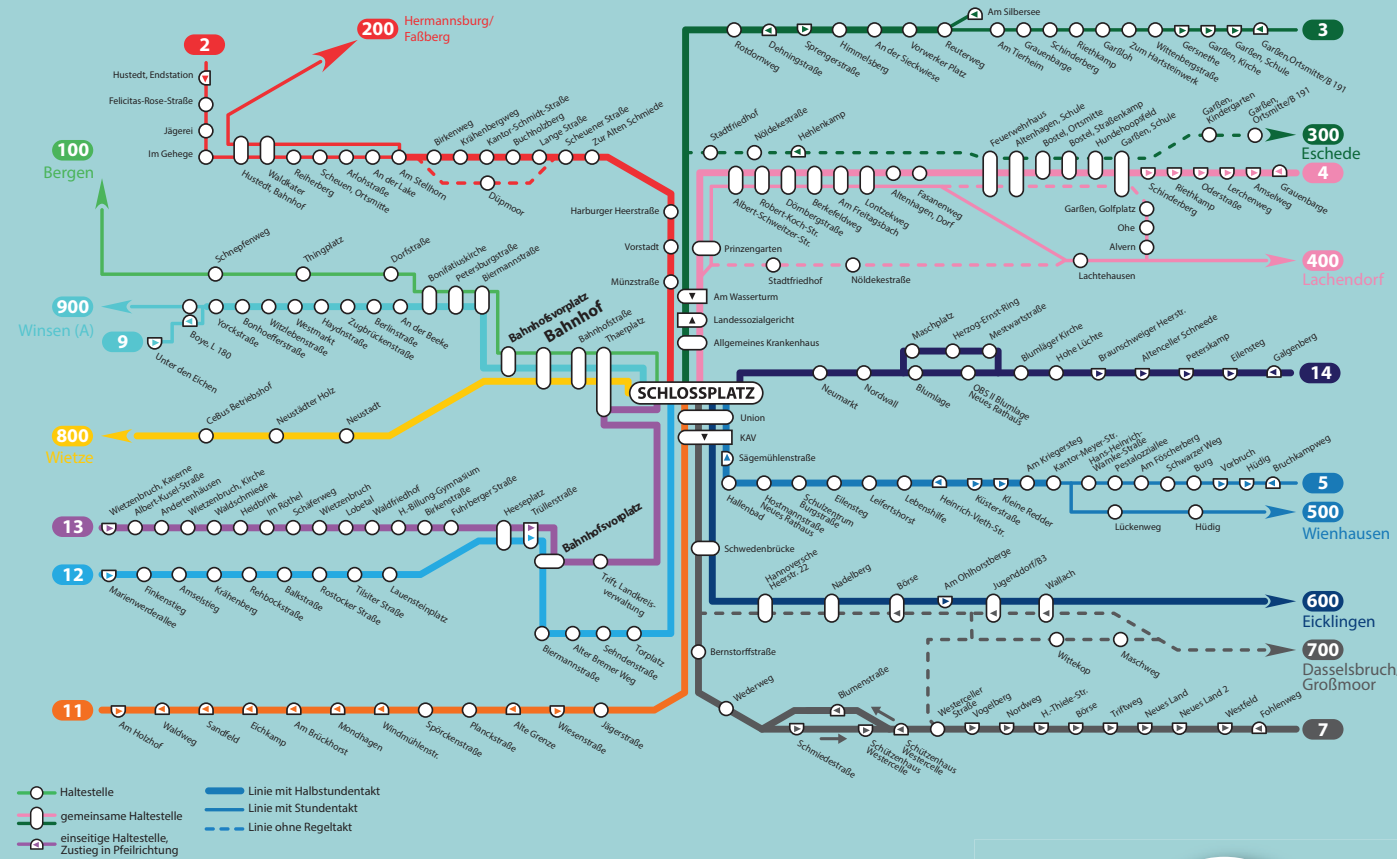 2
Hustedt, Endstation
Felicitas-Rose-Straße
Jägerei
Im Gehege
200
Hermannsburg/
Faßberg
Hustedt, Bahnhof
Waldkater
Reiherberg
Scheuen, Ortsmitte
Arlohstraße
An der Lake
Am Stellhorn
Birkenweg
Krähenbergweg
Kantor-Schmidt-Straße
Buchholzberg
Lange Straße
Scheuener Straße
Zur Alten Schmiede
Düpmoor
Harburger Heerstraße
Vorstadt
Münzstraße
100
Bergen
Schnepfenweg
Thingplatz
Dorfstraße
Bonifatiuskirche
Petersburgstraße
Biermannstraße
900
Winsen (A)
9
Unter den Eichen
Boye, L 180
Yorckstraße
Bonhoefferstraße
Witzlebenstraße
Westmarkt
Haydnstraße
Zugbrückenstraße
Berlinstraße
An der Beeke
Bahnhofsvorplatz
Bahnhof
Bahnhofstraße
Thaerplatz
800
Wietze
CeBus Betriebshof
Neustädter Holz
Neustadt
SCHLOSSPLATZ
3
Rotdornweg
Dehningstraße
Sprengerstraße
Himmelsberg
An der Sieckwiese
Vorwerker Platz
Reuterweg
Am Silbersee
Am Tierheim
Grauenbarge
Schinderberg
Riethkamp
Garßloh
Zum Hartsteinwerk
Wittenbergstraße
Gersnethe
Garßen, Kirche
Garßen, Schule
Garßen,Ortsmitte/B 191
300
Eschede
Stadtfriedhof
Nöldekestraße
Hehlenkamp
Feuerwehrhaus
Altenhagen, Schule
Bostel, Ortsmitte
Bostel, Straßenkamp
Hundehoopsfeld
Garßen, Schule
Garßen,
Kindergarten
Garßen,
Ortsmitte/B 191
4
Albert-Schweitzer-Str.
Robert-Koch-Str.
Dörnbergstraße
Berkefeldweg
Am Freitagsbach
Lontzekweg
Altenhagen, Dorf
Fasanenweg
Schinderberg
Riethkamp
Oderstraße
Lerchenweg
Amselweg
Grauenbarge
Garßen, Golfplatz
Ohe
Alvern
400
Lachendorf
Lachtehausen
Prinzengarten
Stadtfriedhof
Nöldekestraße
Am Wasserturm
Landessozialgericht
Allgemeines Krankenhaus
14
Neumarkt
Nordwall
Maschplatz
Herzog-Ernst-Ring
Mestwartstraße
Blumlage
OBS II Blumlage
Neues Rathaus
Blumläger Kirche
Hohe Lüchte
Braunschweiger Heerstr.
Altenceller Schneede
Peterskamp
Eilensteg
Galgenberg
Union
KAV
Sägemühlenstraße
5
Hallenbad
Hostmannstraße
Neues Rathaus
Schulzentrum
Burgstraße
Eilensteg
Leifertshorst
Lebenshilfe
Heinrich-Vieth-Str.
Küsterstraße
Kleine Redder
Am Kriegersteg
Kantor-Meyer-Str.
Hans-Heinrich-
Warnke-Straße
Pestalozziallee
Am Föscherberg
Schwarzer Weg
Burg
Vorbruch
Hüdig
Bruchkampweg
500
Wienhausen
Lückenweg
Hüdig
13
Wietzenbruch, Kaserne
Albert-Kusel-Straße
Andertenhäusen
Wietzenbruch, Kirche
Waldschmiede
Heidbrink
Im Rosthel
Schäferweg
Wietzenbruch
Lobetal
Waldfriedhof
H.-Billung-Gymnasium
Birkenstraße
Fuhrberger Straße
Heeseplatz
Trüllerstraße
Bahnhofsvorplatz
Trift, Landkreis-
verwaltung
12
Marienwerderallee
Finkenstieg
Amselstieg
Krähenberg
Rehbockstraße
Balkstraße
Rostocker Straße
Tilsiter Straße
Lauensteinplatz
Biermannstraße
Alter Bremer Weg
Sehndenstraße
Torplatz
Schwedenbrücke
600
Eicklingen
Hannoversche
Heerstr. 22
Nadelberg
Börse
Am Ohlhorstberge
Jugenddorf/B3
Wallach
700
Dasselsbruch
Großmoor
Wittekop
Maschweg
Bernstorffstraße
Wederweg
Blumenstraße
Schmiedestraße
Schützenhaus
Westercelle
Schützenhaus
Westercelle
Westerceller
Straße
Vogelberg
Nordweg
H.-Thiele-Str.
Börse
Triftweg
Neues Land
Neues Land 2
Westfeld
Fohlenweg
7
11
Am Holzhof
Waldweg
Sandfeld
Eichkamp
Am Brückhorst
Mondhagen
Windmühlenstr.
Spörckenstraße
Planckstraße
Alte Grenze
Wiesenstraße
Jägerstraße
Haltestelle
gemeinsame Haltestelle
einseitige Haltestelle,
Zustieg in Pfeilrichtung
Linie mit Halbstundentakt
Linie mit Stundentakt
Linie ohne Regeltakt